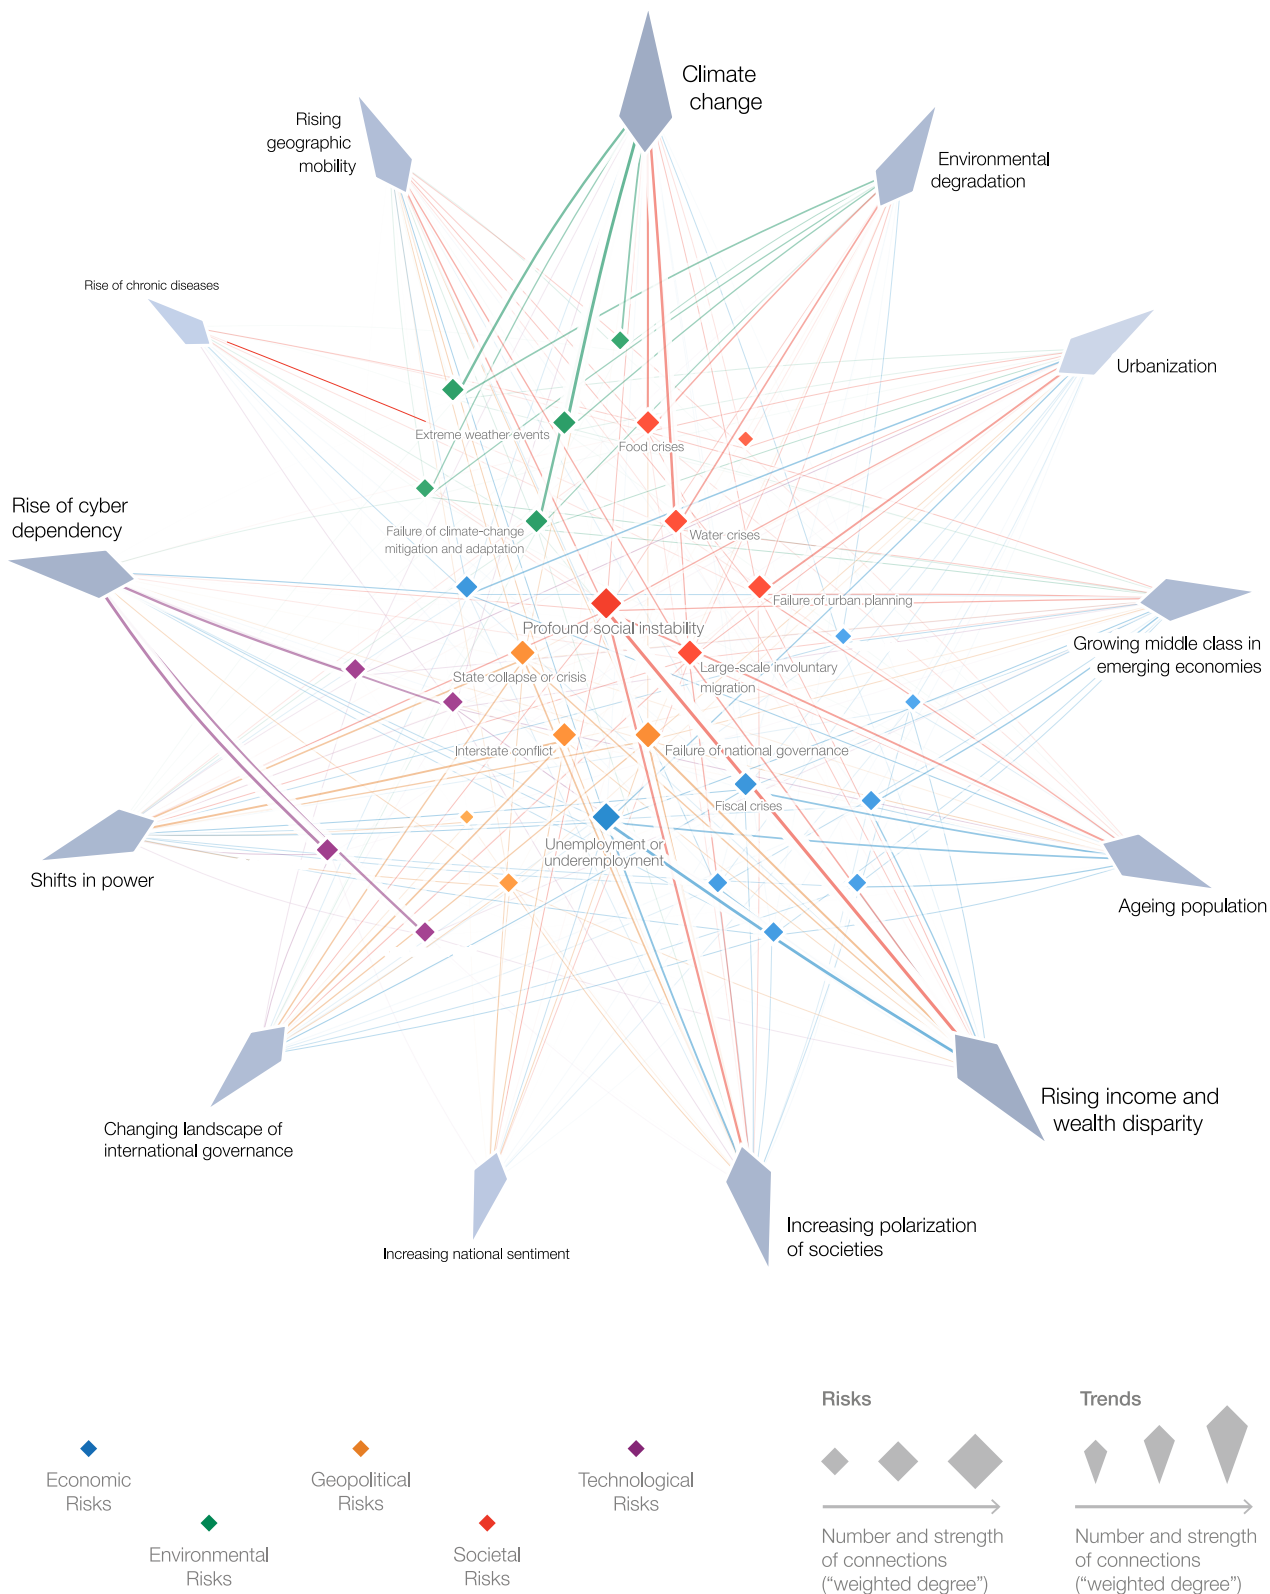 Climate
change
Rising
geographic
mobility
Environmental
degradation
Rise of chronic diseases
Urbanization
Extreme weather events
Food crises
Rise of cyber
dependency
Failure of climate-change
mitigation and adaptation
Water crises
Failure of urban planning
Profound social instability
Growing middle class in
emerging economies
State collapse or crisis
Large-scale involuntary
migration
Interstate conflict
Failure of national governance
Fiscal crises
Unemployment or
underemployment
Shifts in power
Ageing population
Rising income and
wealth disparity
Changing landscape of
international governance
Increasing polarization
of societies
Increasing national sentiment
Risks
Trends
Economic
Risks
Geopolitical
Risks
Technological
Risks
Environmental
Risks
Societal
Risks
Number and strength
of connections
(“weighted degree”)
Number and strength
of connections
(“weighted degree”)